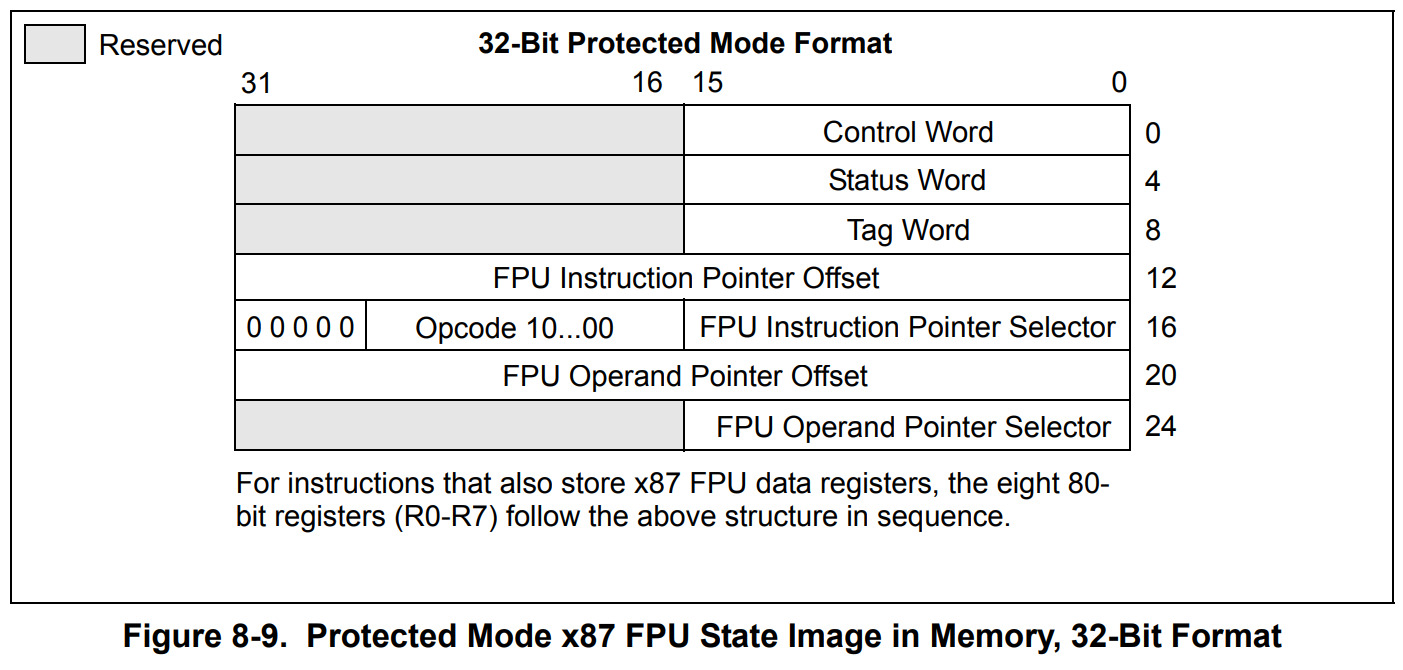 Reserved
32-Bit Protected Mode Format
31 16 15 0
Control Word 0
Status Word 4
Tag Word 8
FPU Instruction Pointer Offset 12
0 0 0 0 0 Opcode 10...00 FPU Instruction Pointer Selector 16
FPU Operand Pointer Offset 20
FPU Operand Pointer Selector 24
For instructions that also store x87 FPU data registers, the eight 80-
bit registers (R0-R7) follow the above structure in sequence.
Figure 8-9. Protected Mode x87 FPU State Image in Memory, 32-Bit Format